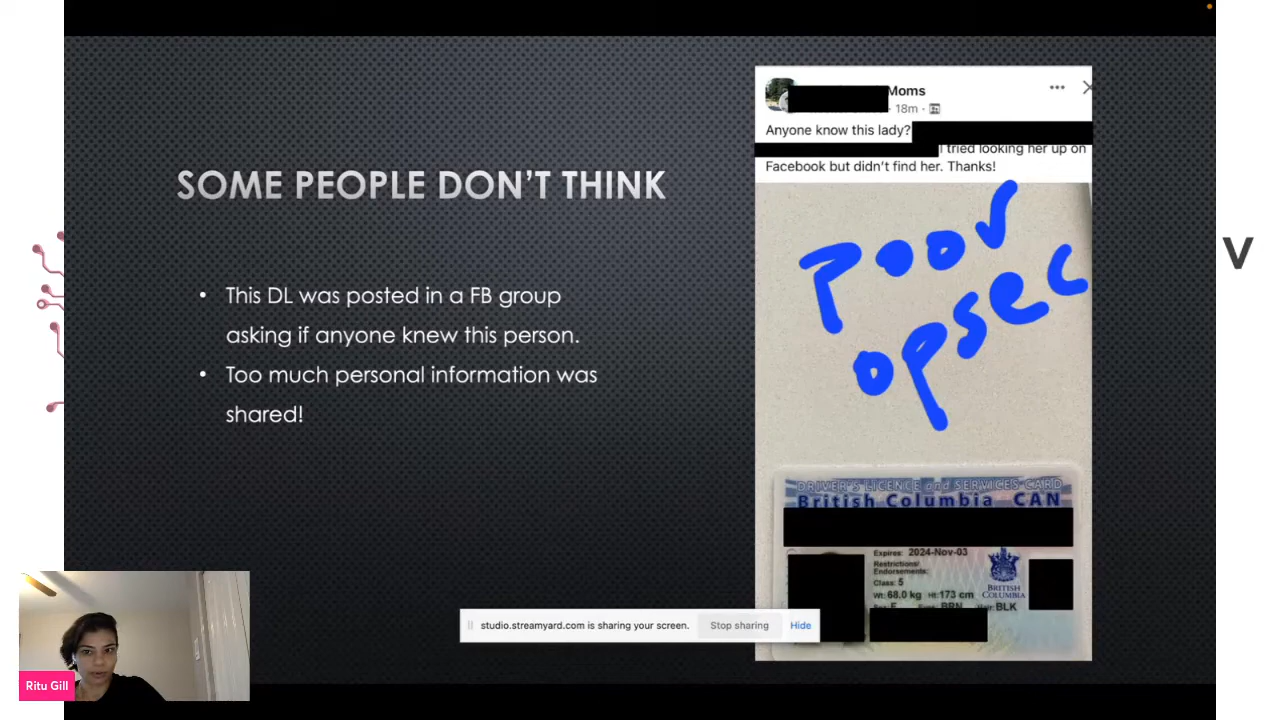 SOME PEOPLE DON'T THINK
• This DL was posted in a FB group
asking if anyone knew this person.
• Too much personal information was
shared!
Moms
18m
Anyone know this lady?
I tried looking her up on
Facebook but didn't find her. Thanks!
poor
opsec
DRIVER'S LICENCE and SERVICES CARD
British Columbia CAN
Expires: 2024-Nov-03
Restrictions/
Endorsements:
Class: 5
Wt: 68.0 kg Ht: 173 cm
BRN Hair: BLK
BRITISH
COLUMBIA
studio.streamyard.com is sharing your screen.
Stop sharing
Hide
Ritu Gill
V